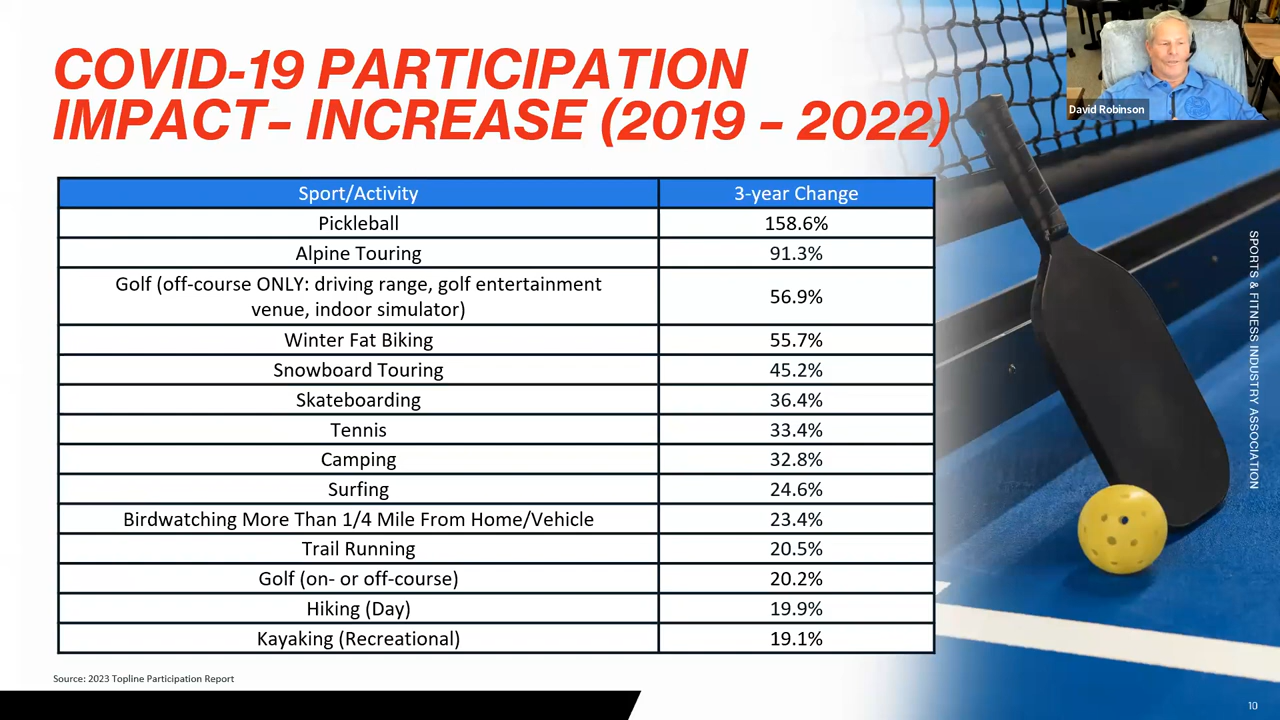 COVID-19 PARTICIPATION
IMPACT– INCREASE (2019 – 2022)
David Robinson
Sport/Activity 3-year Change
Pickleball 158.6%
Alpine Touring 91.3%
Golf (off-course ONLY: driving range, golf entertainment
venue, indoor simulator) 56.9%
Winter Fat Biking 55.7%
Snowboard Touring 45.2%
Skateboarding 36.4%
Tennis 33.4%
Camping 32.8%
Surfing 24.6%
Birdwatching More Than 1/4 Mile From Home/Vehicle 23.4%
Trail Running 20.5%
Golf (on- or off-course) 20.2%
Hiking (Day) 19.9%
Kayaking (Recreational) 19.1%
SPORTS & FITNESS INDUSTRY ASSOCIATION
Source: 2023 Topline Participation Report
10